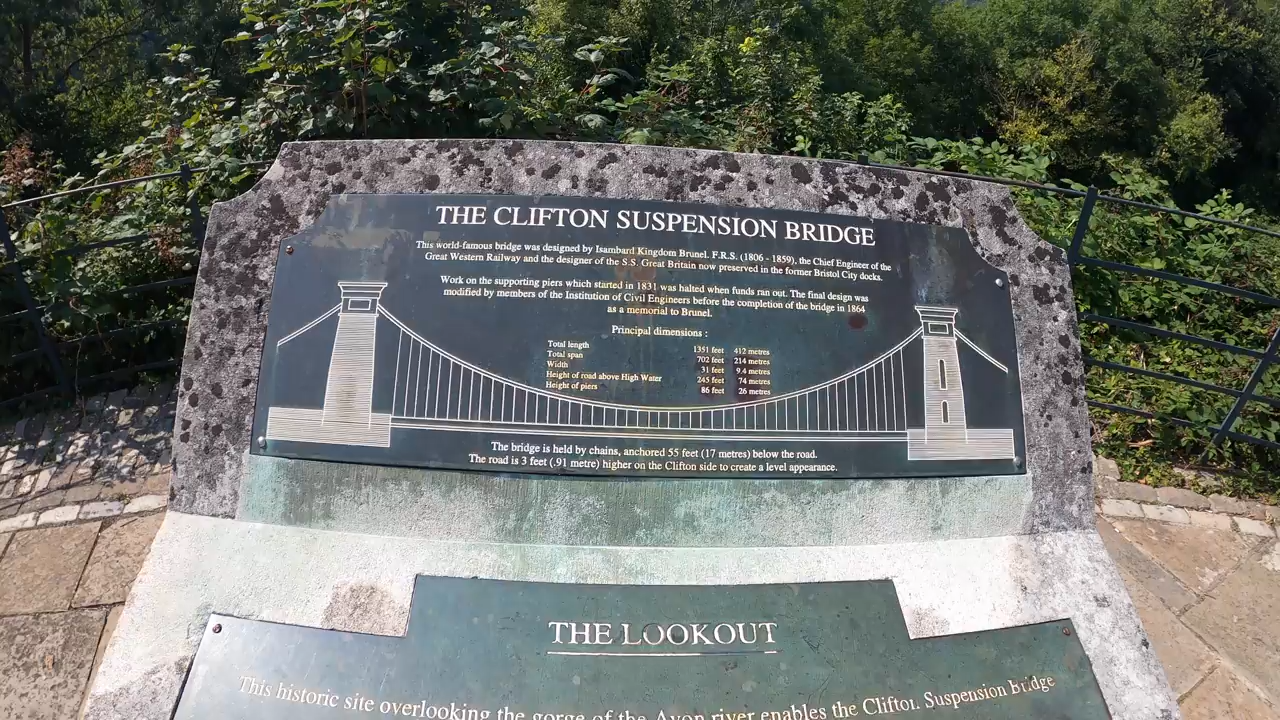 THE CLIFTON SUSPENSION BRIDGE
This world-famous bridge was designed by Isambard Kingdom Brunel. F.R.S. (1806 - 1859), the Chief Engineer of the
Great Western Railway and the designer of the S.S. Great Britain now preserved in the former Bristol City docks.
Work on the supporting piers which started in 1831 was halted when funds ran out. The final design was
modified by members of the Institution of Civil Engineers before the completion of the bridge in 1864
as a memorial to Brunel.
Principal dimensions :
Total length 1351 feet 412 metres
Total span 702 feet 214 metres
Width 31 feet 9.4 metres
Height of road above High Water 245 feet 74 metres
Height of piers 86 feet 26 metres
The bridge is held by chains, anchored 55 feet (17 metres) below the road.
The road is 3 feet (.91 metre) higher on the Clifton side to create a level appearance.
THE LOOKOUT
This historic site overlooking the gorge of the Avon river enables the Clifton Suspension Bridge